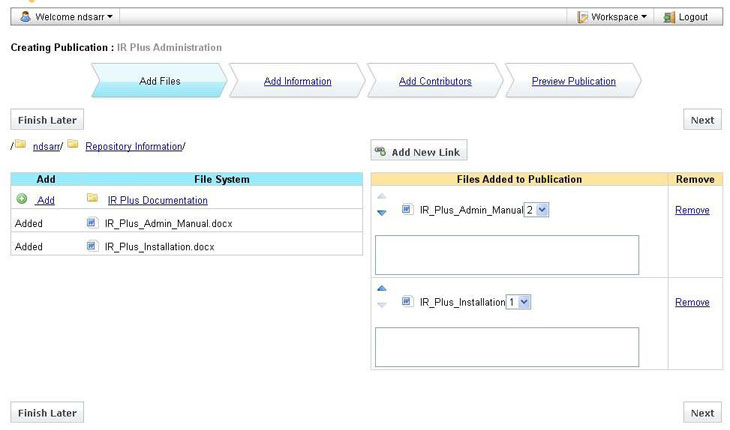 Welcome ndsarr Workspace Logout
Creating Publication : IR Plus Administration
Add Files Add Information Add Contributors Preview Publication
Finish Later Next
/ ndsarr/ Repository Information/
Add New Link
Add File System Files Added to Publication Remove
Add IR Plus Documentation
IR_Plus_Admin_Manual 2 Remove
Added IR_Plus_Admin_Manual.docx
Added IR_Plus_Installation.docx
IR_Plus_Installation 1 Remove
Finish Later Next